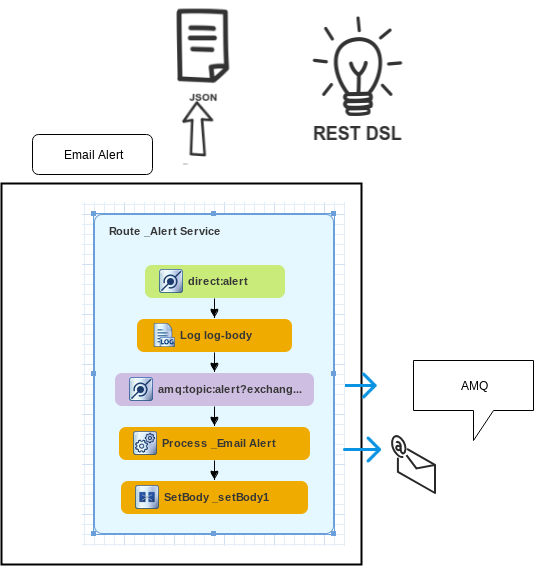 JSON
REST DSL
Email Alert
Route _Alert Service
direct:alert
LOG
Log log-body
amq:topic:alert?exchang...
AMQ
Process _Email Alert
@
SetBody _setBody1